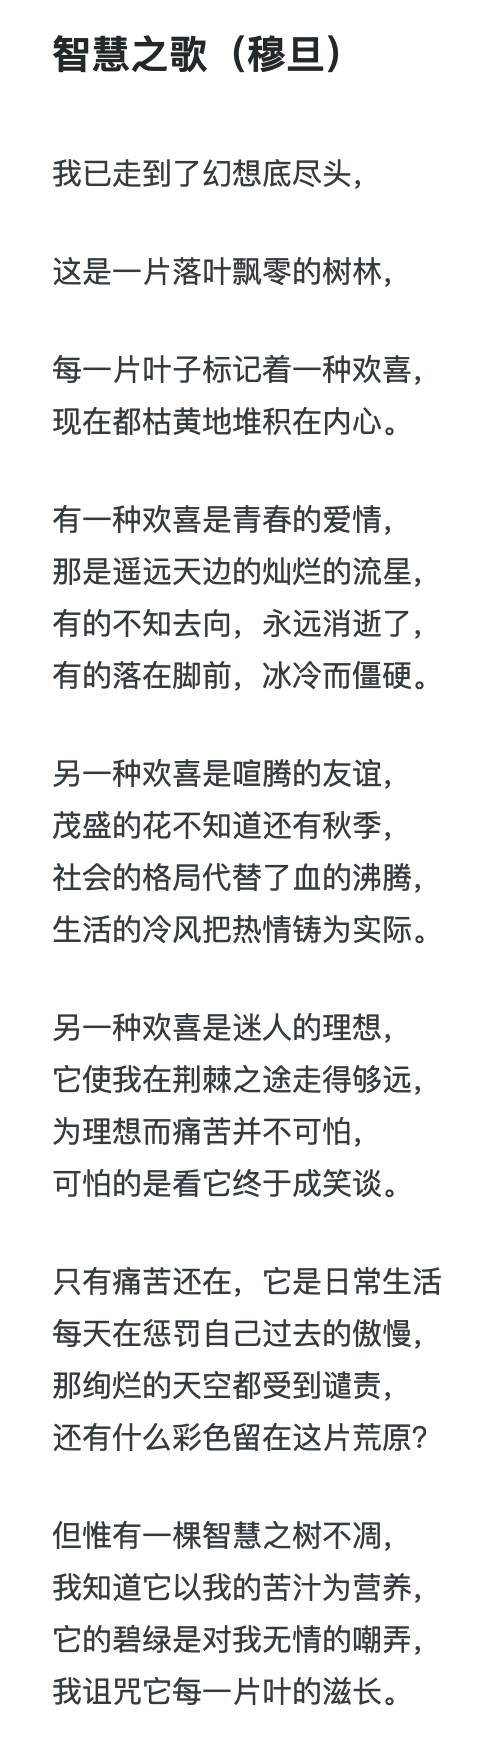 智慧之歌（穆旦）
我已走到了幻想底尽头，
这是一片落叶飘零的树林，
每一片叶子标记着一种欢喜，
现在都枯黄地堆积在内心。
有一种欢喜是青春的爱情，
那是遥远天边的灿烂的流星，
有的不知去向，永远消逝了，
有的落在脚前，冰冷而僵硬。
另一种欢喜是喧腾的友谊，
茂盛的花不知道还有秋季，
社会的格局代替了血的沸腾，
生活的冷风把热情铸为实际。
另一种欢喜是迷人的理想，
它使我在荆棘之途走得够远，
为理想而痛苦并不可怕，
可怕的是看它终于成笑谈。
只有痛苦还在，它是日常生活
每天在惩罚自己过去的傲慢，
那绚烂的天空都受到谴责，
还有什么彩色留在这片荒原？
但惟有一棵智慧之树不凋，
我知道它以我的苦汁为营养，
它的碧绿是对我无情的嘲弄，
我诅咒它每一片叶的滋长。